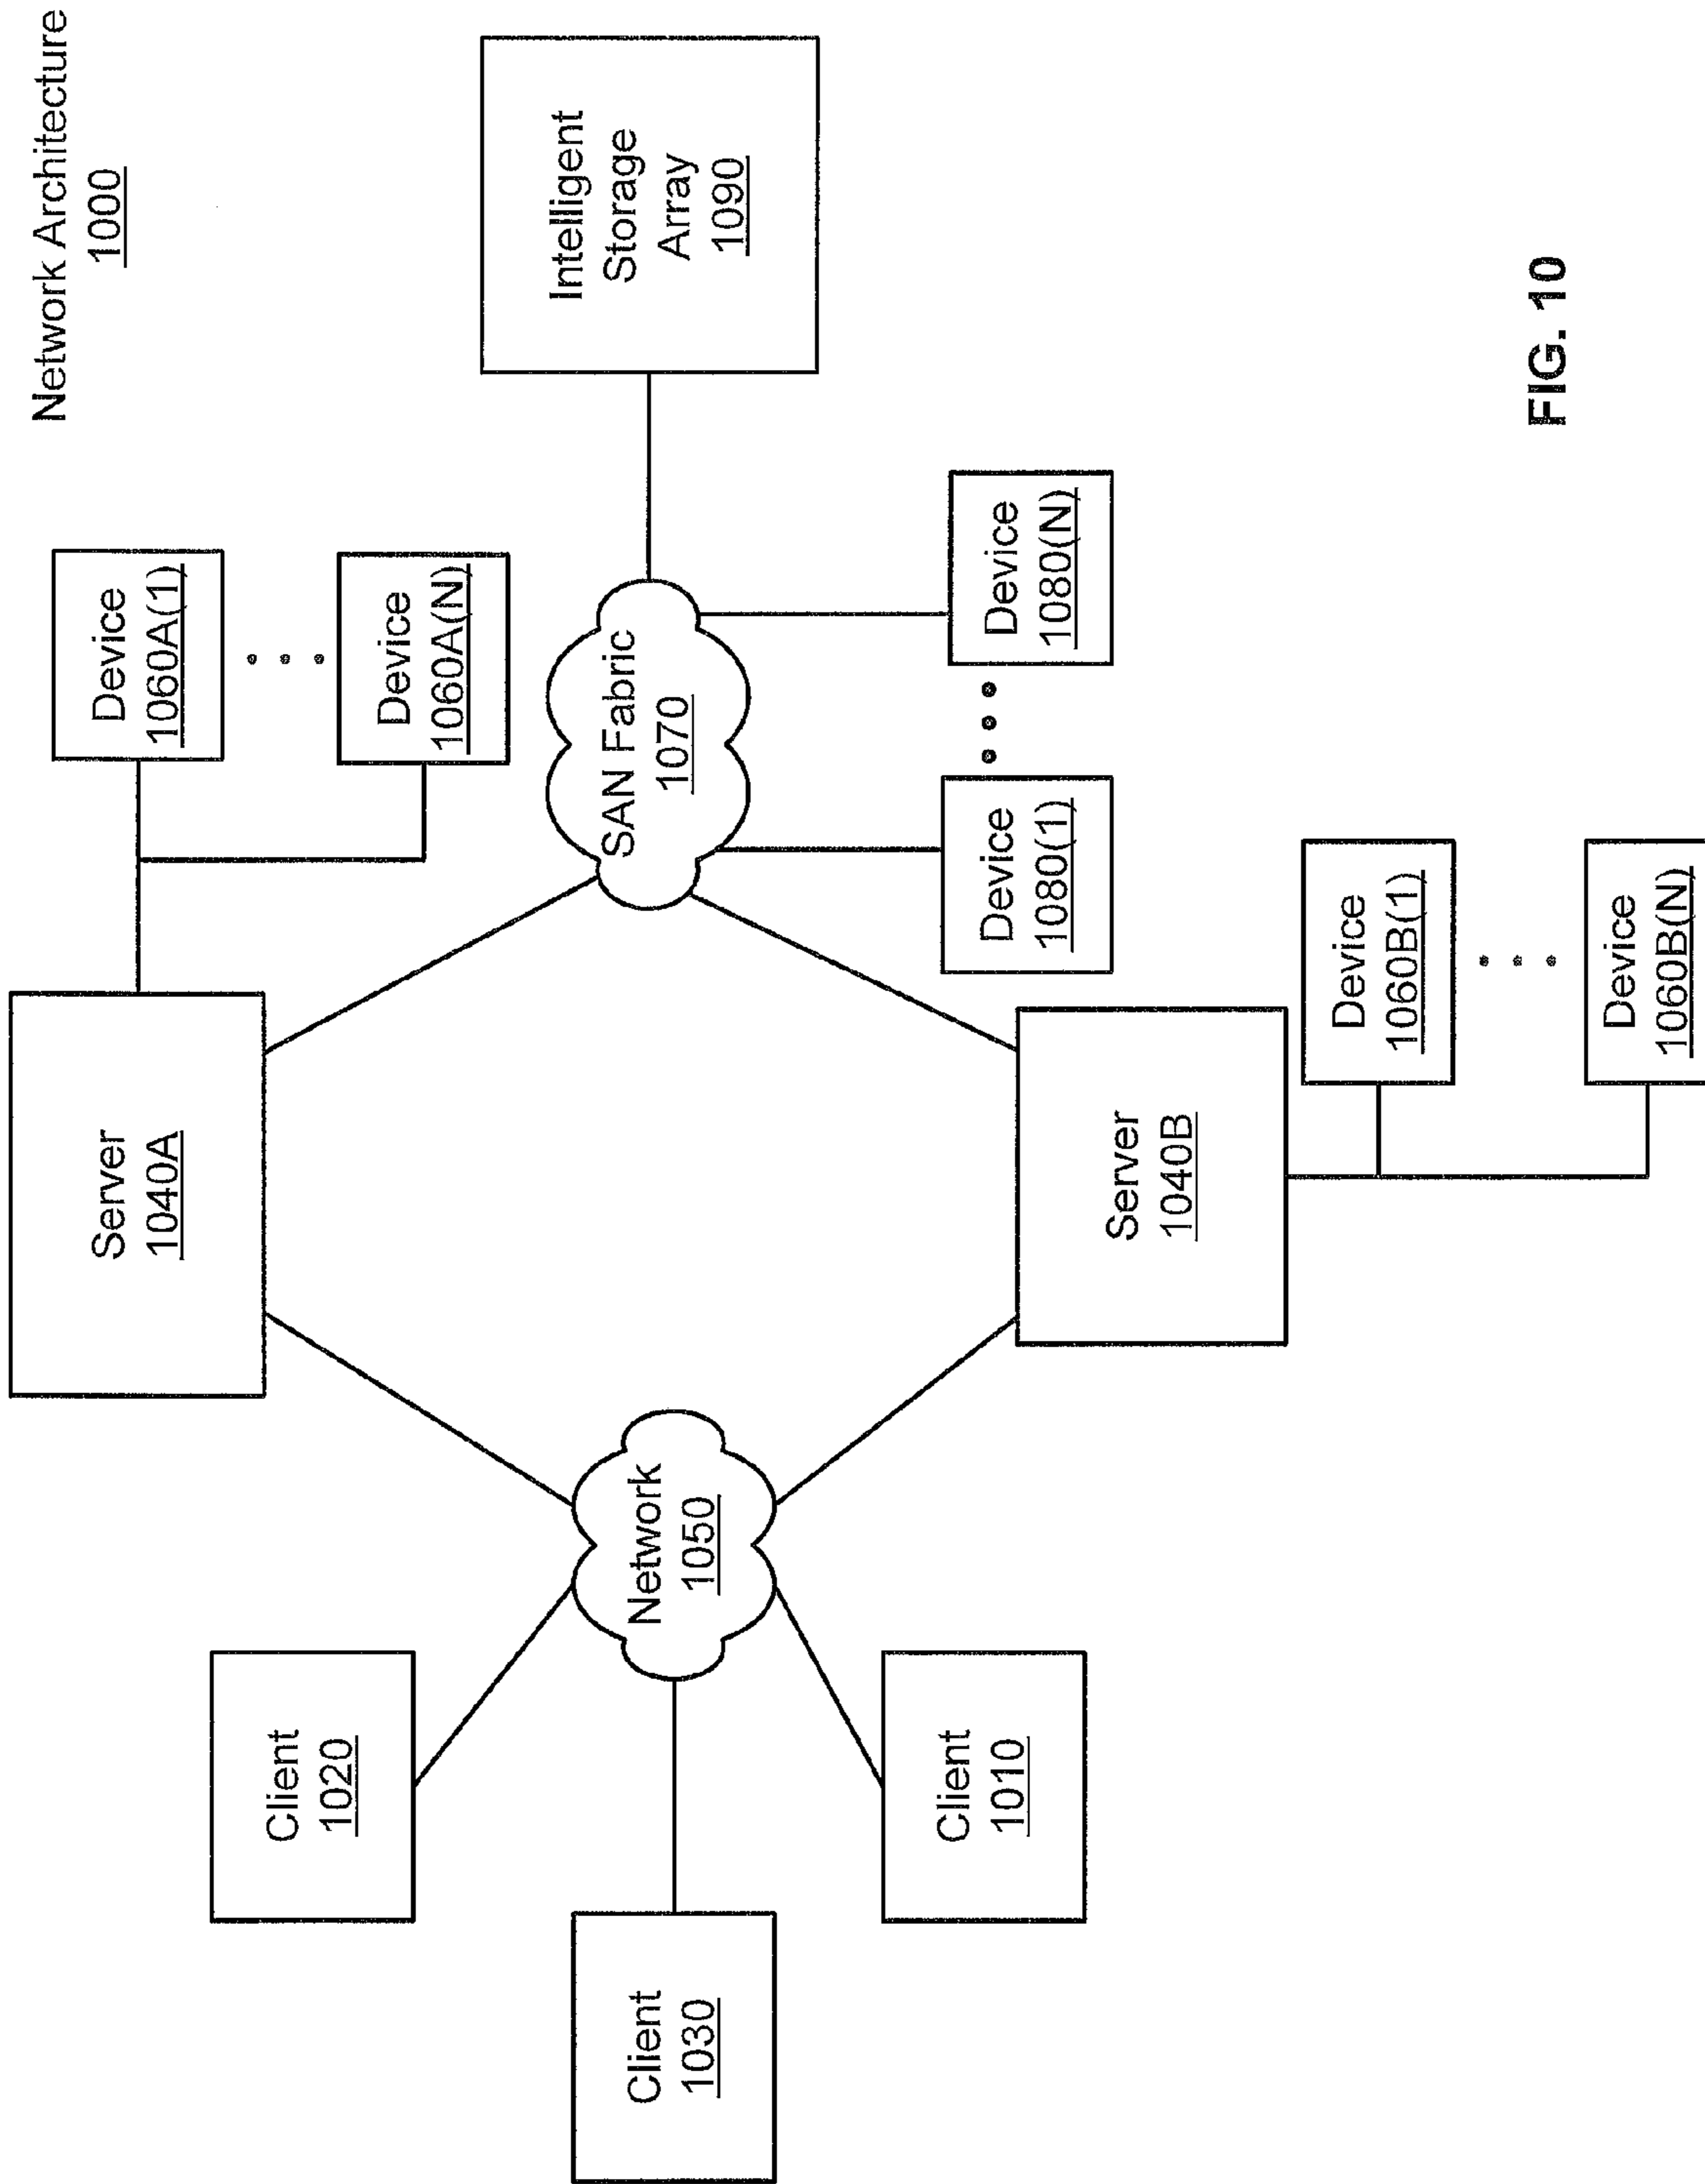 Network Architecture
1000
Device
1060A(1)
Device
1060A(N)
Server
1040A
Client
1020
Intelligent
Storage
Array
1090
SAN Fabric
1070
Network
1050
Client
1030
Device
1080(1)
Device
1080(N)
Client
1010
Server
1040B
Device
1060B(1)
Device
1060B(N)
FIG. 10